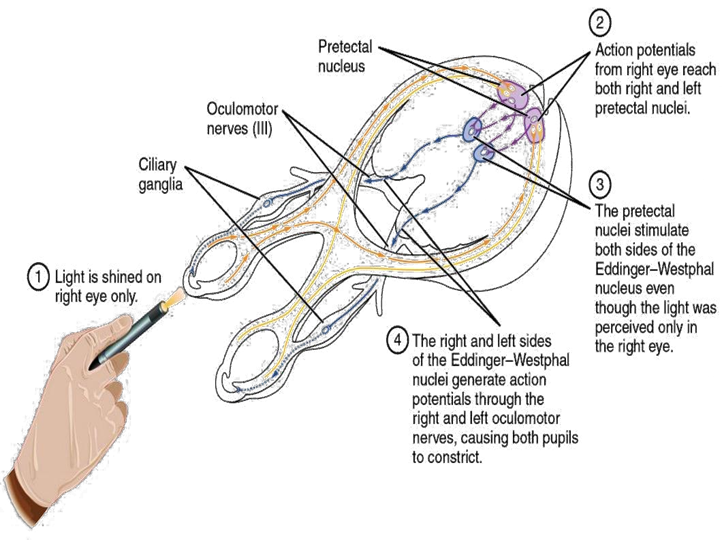 Pretectal
nucleus
Oculomotor
nerves (III)
Ciliary
ganglia
1 Light is shined on
right eye only.
2
Action potentials
from right eye reach
both right and left
pretectal nuclei.
3
The pretectal
nuclei stimulate
both sides of the
Eddinger–Westphal
nucleus even
though the light was
perceived only in
the right eye.
4 The right and left sides
of the Eddinger–Westphal
nuclei generate action
potentials through the
right and left oculomotor
nerves, causing both pupils
to constrict.